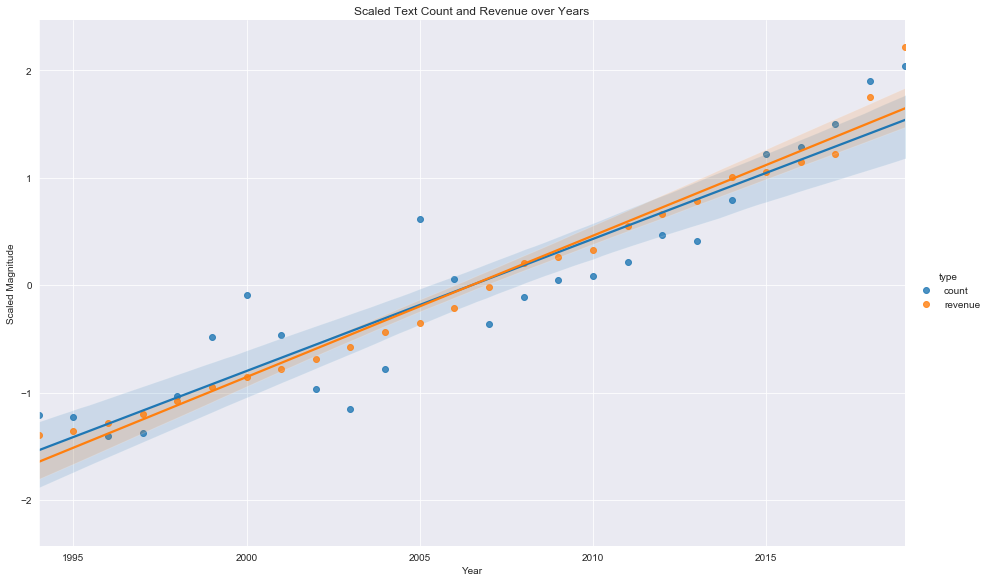 Scaled Text Count and Revenue over Years
2
1
0
−1
−2
Scaled Magnitude
1995
2000
2005
2010
2015
Year
type
count
revenue